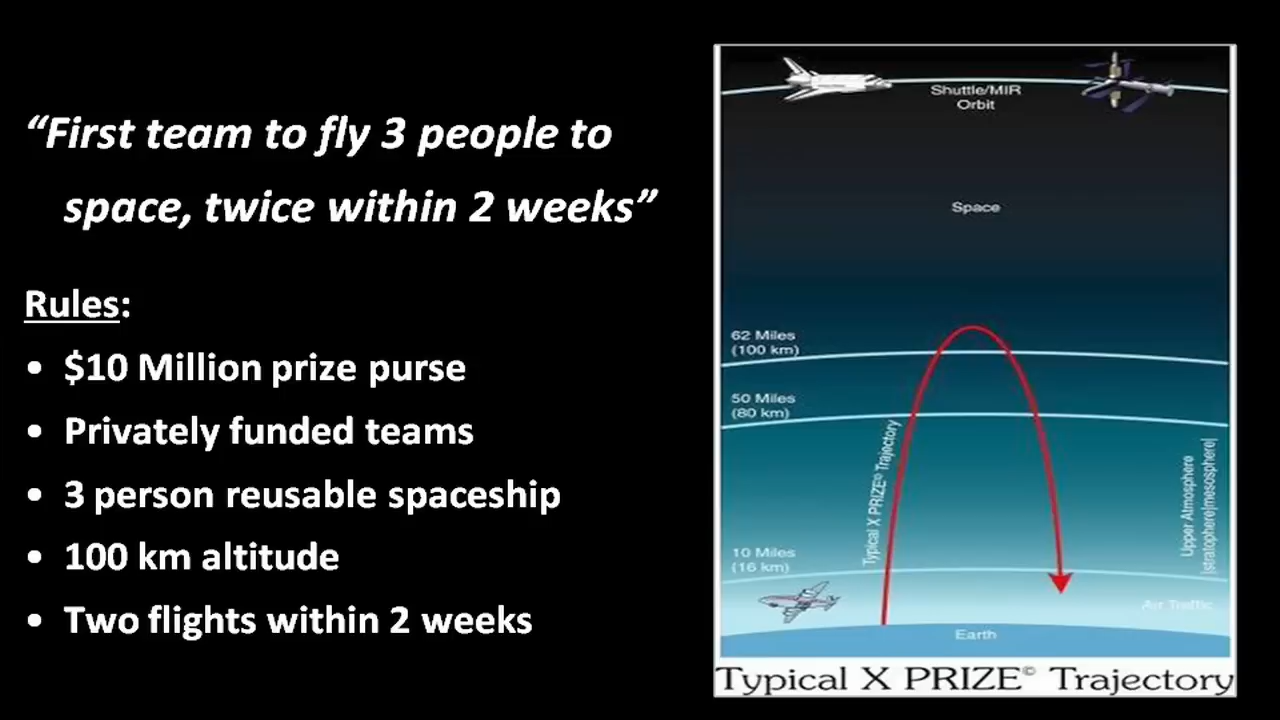 “First team to fly 3 people to
space, twice within 2 weeks”
Rules:
• $10 Million prize purse
• Privately funded teams
• 3 person reusable spaceship
• 100 km altitude
• Two flights within 2 weeks
Shuttle/MIR
Orbit
Space
62 Miles
(100 km)
50 Miles
(80 km)
Typical X PRIZE© Trajectory
Upper Atmosphere
|stratophere|mesosphere|
10 Miles
(16 km)
Air Traffic
Earth
Typical X PRIZE© Trajectory